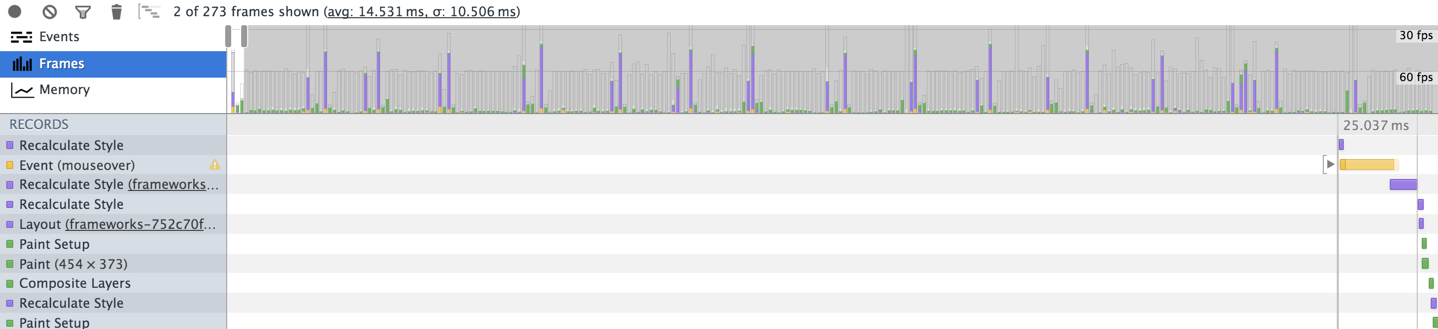 2 of 273 frames shown (avg: 14.531 ms, σ: 10.506 ms)
Events
Frames
Memory
30 fps
60 fps
RECORDS
25.037 ms
Recalculate Style
Event (mouseover)
Recalculate Style (frameworks...
Recalculate Style
Layout (frameworks-752c70f...
Paint Setup
Paint (454 × 373)
Composite Layers
Recalculate Style
Paint Setup